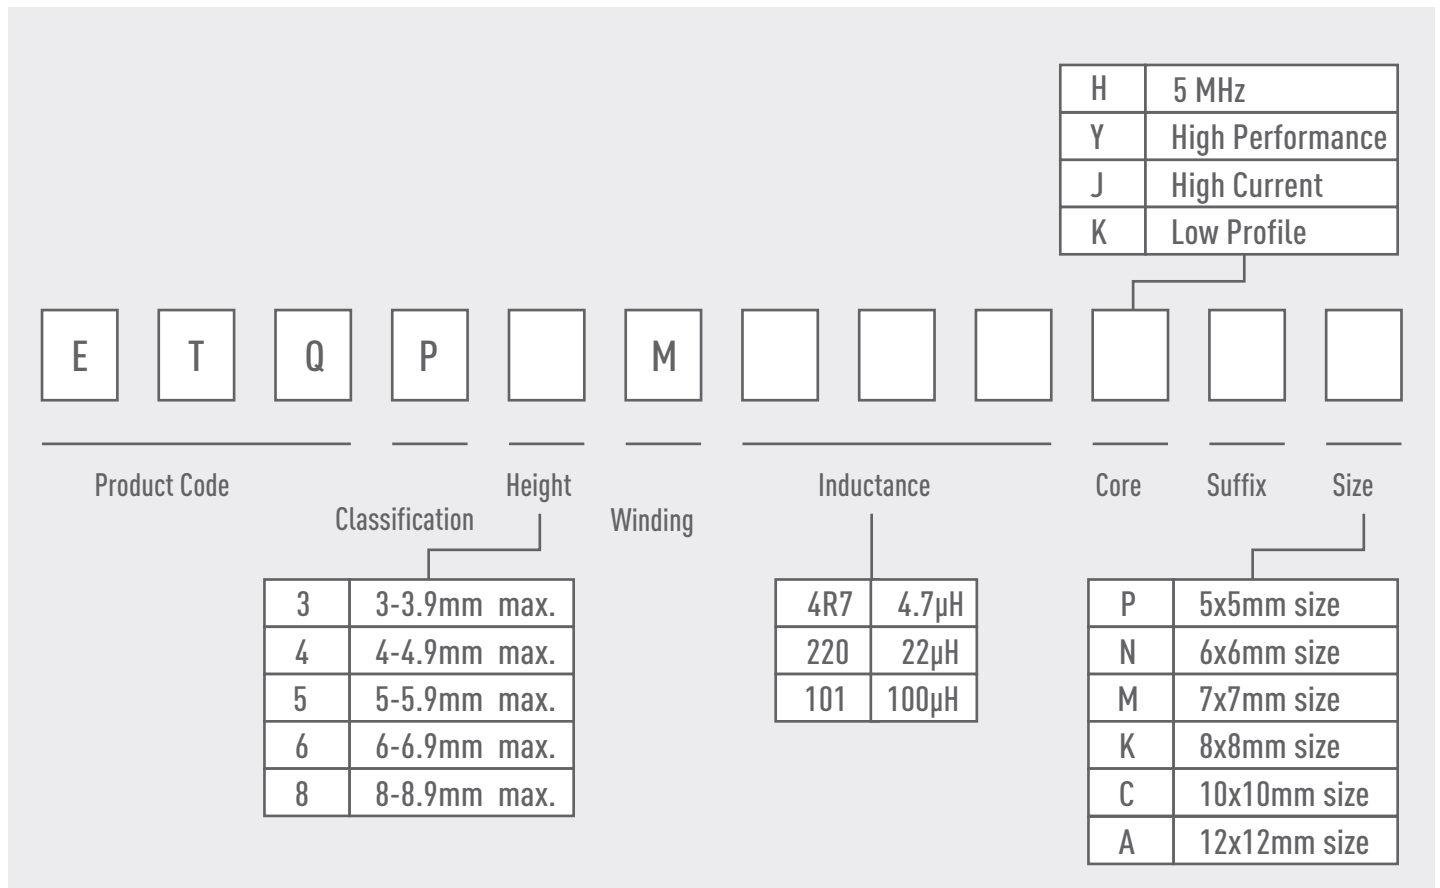 H 5 MHz
Y High Performance
J High Current
K Low Profile
E T Q P M
Product Code Height Inductance Core Suffix Size
Classification Winding
3 3-3.9mm max. 4R7 4.7µH P 5x5mm size
4 4-4.9mm max. 220 22µH N 6x6mm size
5 5-5.9mm max. 101 100µH M 7x7mm size
6 6-6.9mm max. K 8x8mm size
8 8-8.9mm max. C 10x10mm size
A 12x12mm size